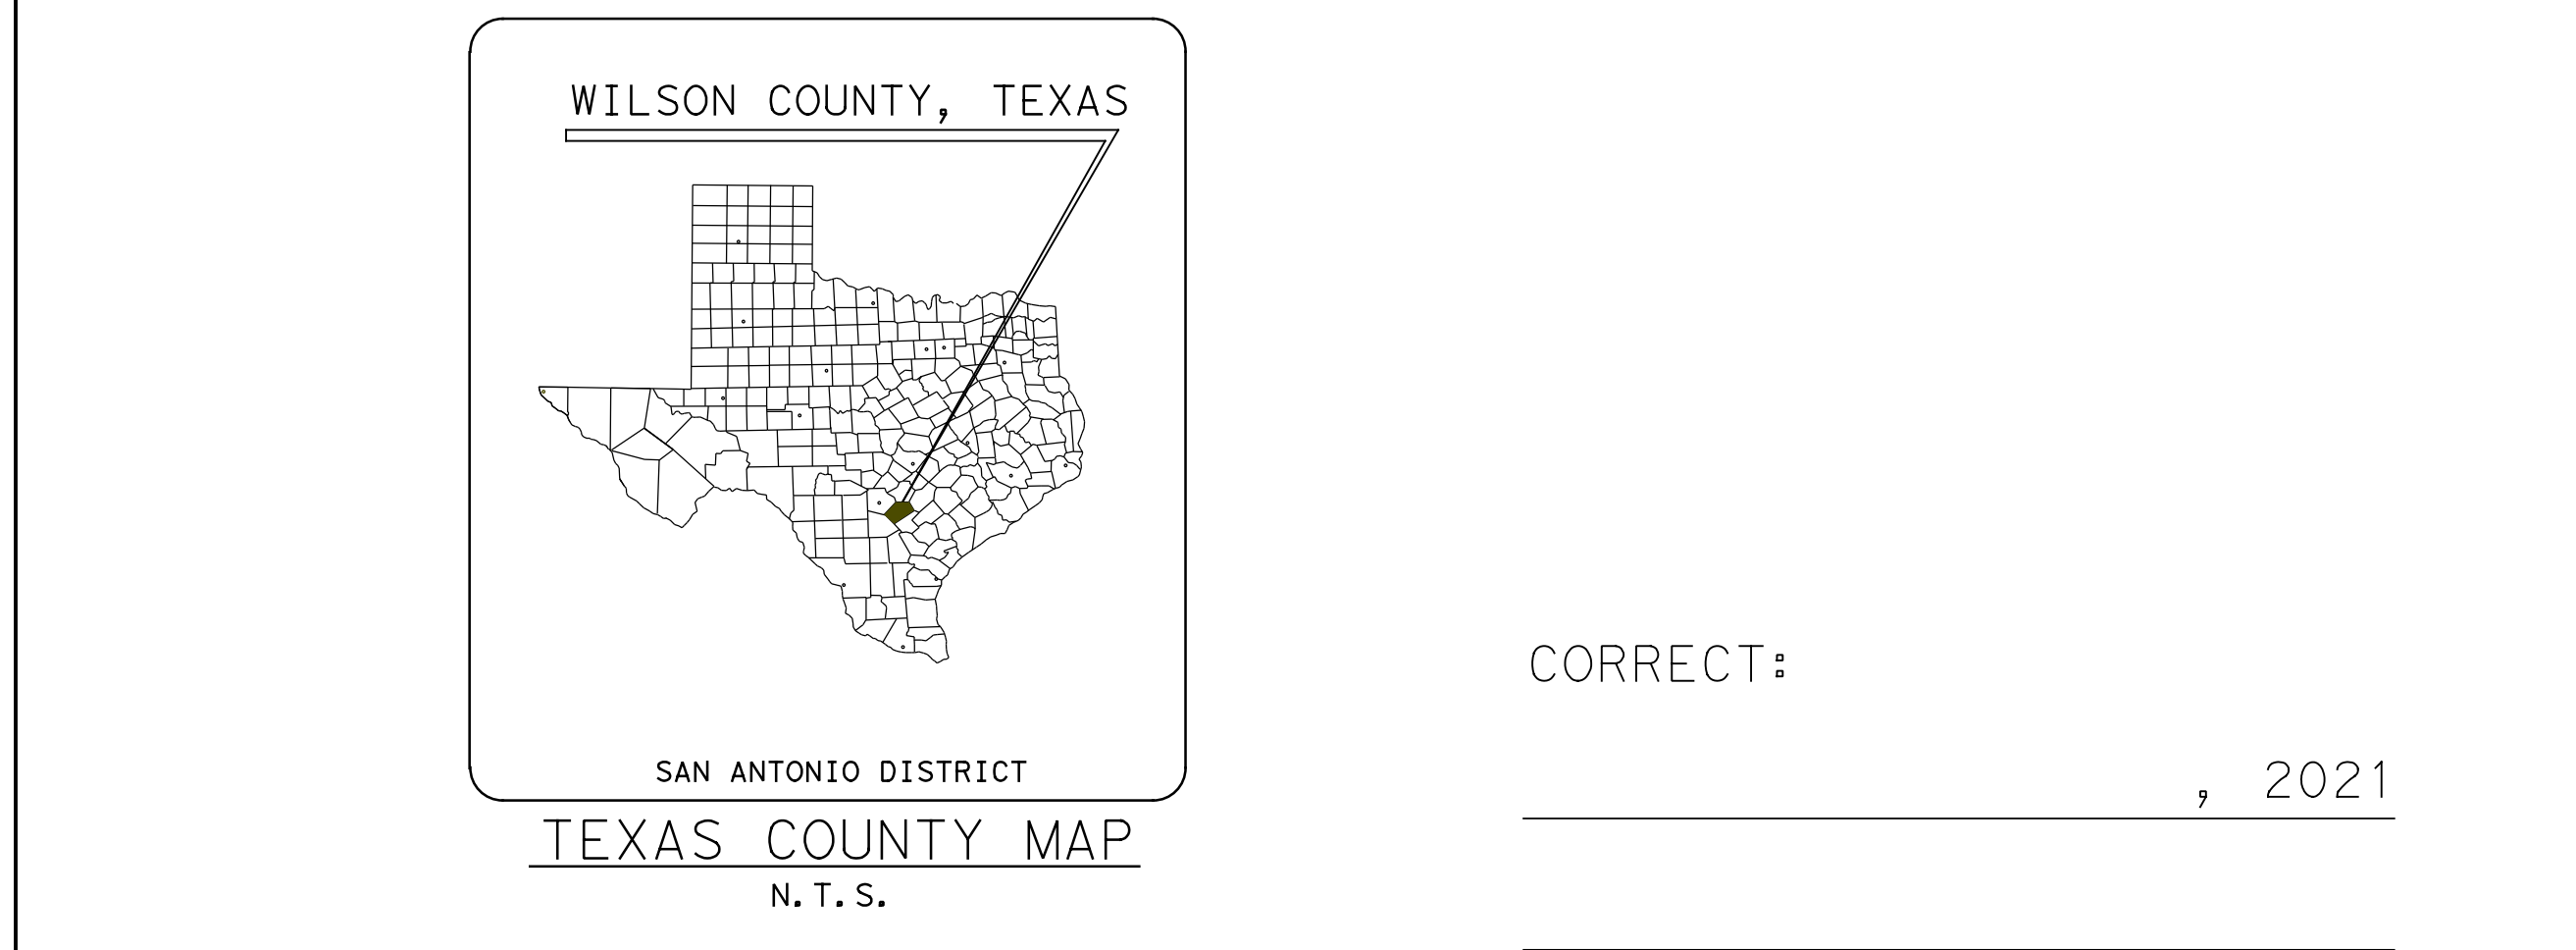 WILSON COUNTY, TEXAS
SAN ANTONIO DISTRICT
TEXAS COUNTY MAP
N.T.S.
CORRECT:
, 2021